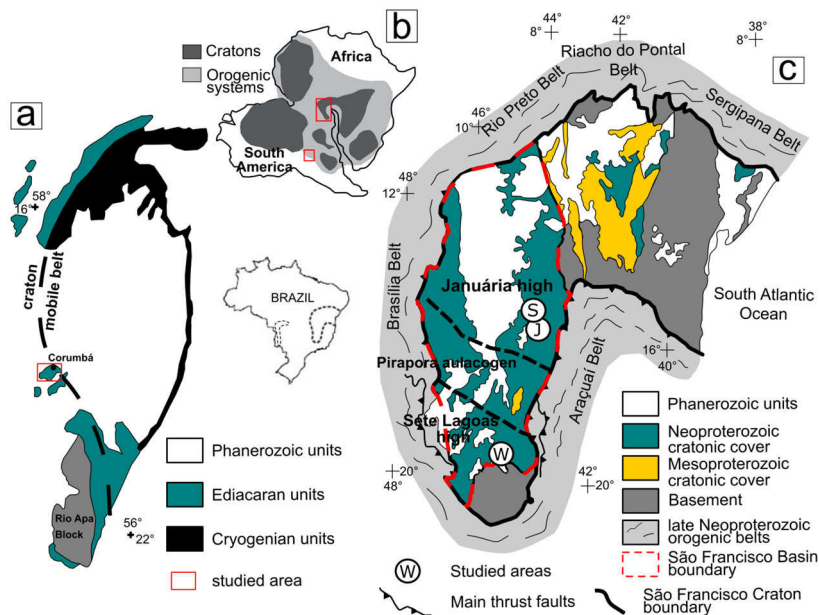 a
16°
58°
craton
mobile belt
Corumbá
Rio Apa
Block
56°
22°
Phanerozoic units
Ediacaran units
Cryogenian units
studied area
b
Cratons
Orogenic
systems
Africa
South
America
BRAZIL
c
44°
8°
42°
38°
8°
Riacho do Pontal
Belt
Rio Preto Belt
Sergipana Belt
46°
10°
48°
12°
Brasília Belt
Januária high
S
J
Pirapora aulacogen
Sete Lagoas
high
W
Araçuaí Belt
South Atlantic
Ocean
16°
40°
20°
48°
42°
20°
Phanerozoic units
Neoproterozoic
cratonic cover
Mesoproterozoic
cratonic cover
Basement
late Neoproterozoic
orogenic belts
São Francisco Basin
boundary
W
Studied areas
Main thrust faults
São Francisco Craton
boundary